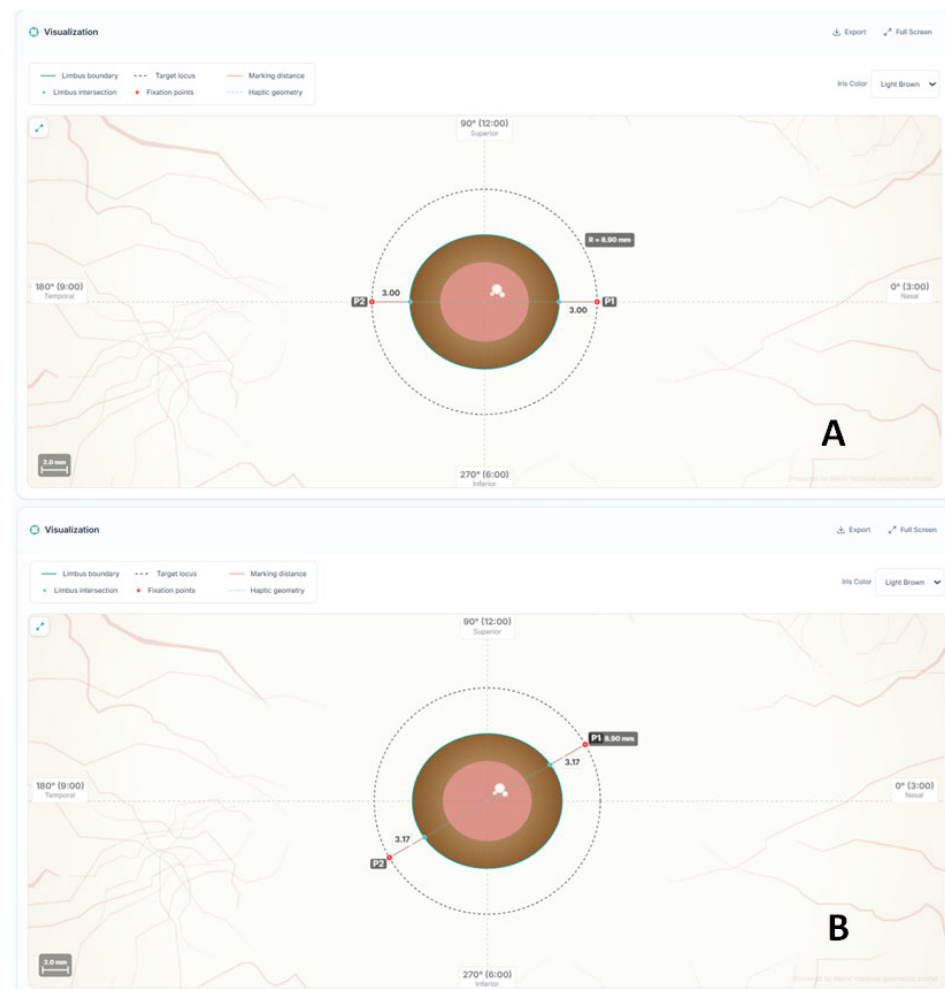 Visualization
Export
Full Screen
Limbus boundary
Target locus
Marking distance
Limbus intersection
Fixation points
Haptic geometry
Iris Color
Light Brown
90° (12:00)
Superior
R = 8.90 mm
180° (9:00)
Temporal
0° (3:00)
Nasal
P2
3.00
3.00
P1
A
2.0 mm
270° (6:00)
Inferior
Visualization
Export
Full Screen
Limbus boundary
Target locus
Marking distance
Limbus intersection
Fixation points
Haptic geometry
Iris Color
Light Brown
90° (12:00)
Superior
P1 8.90 mm
3.17
180° (9:00)
Temporal
0° (3:00)
Nasal
3.17
P2
B
2.0 mm
270° (6:00)
Inferior